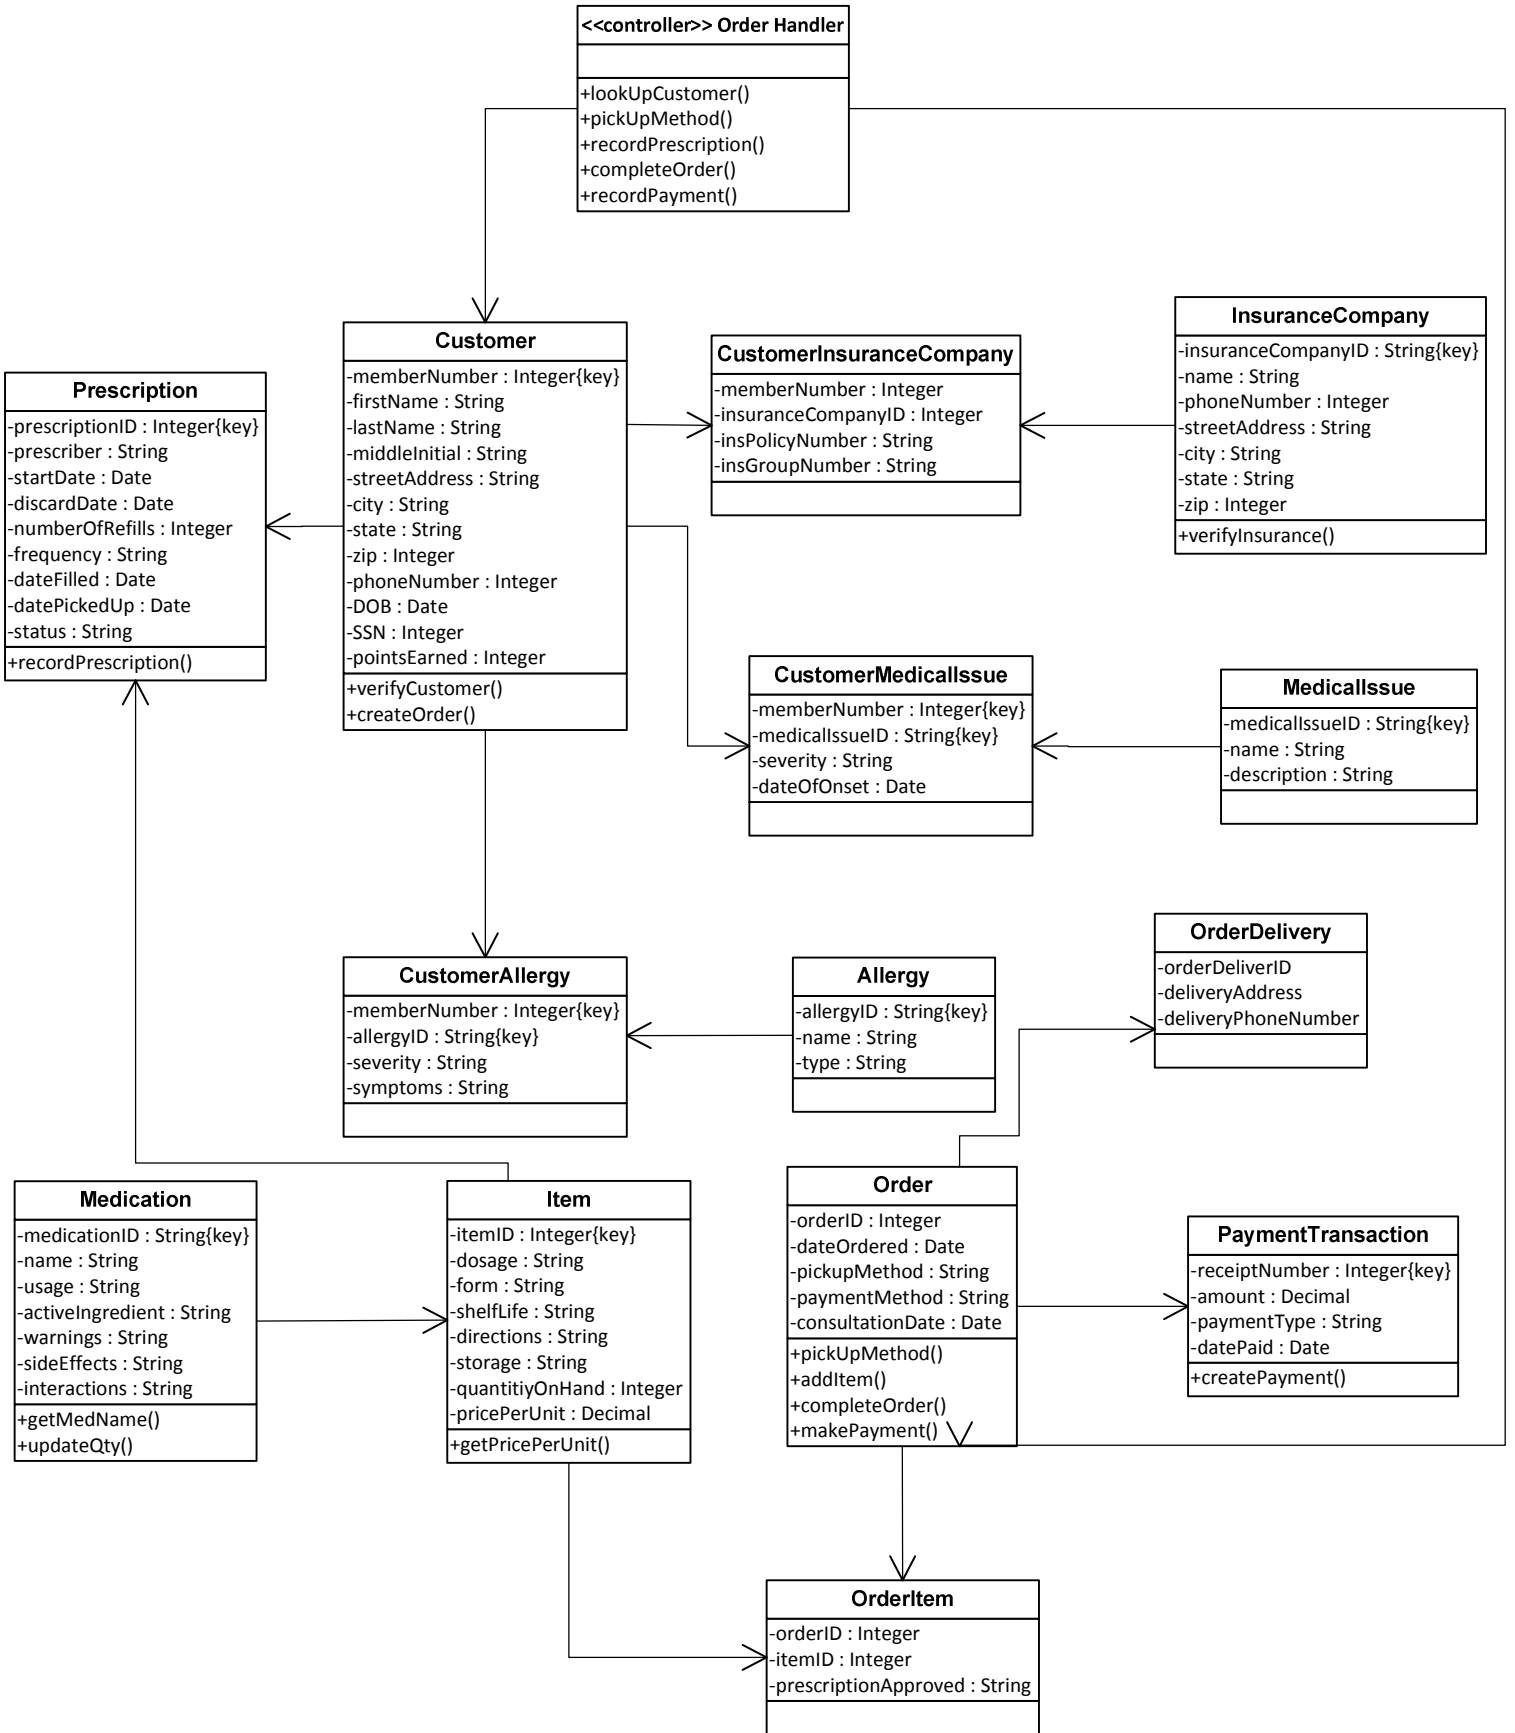 <<controller>> Order Handler
+lookUpCustomer()
+pickUpMethod()
+recordPrescription()
+completeOrder()
+recordPayment()
Prescription
-prescriptionID : Integer{key}
-prescriber : String
-startDate : Date
-discardDate : Date
-numberOfRefills : Integer
-frequency : String
-dateFilled : Date
-datePickedUp : Date
-status : String
+recordPrescription()
Customer
-memberNumber : Integer{key}
-firstName : String
-lastName : String
-middleInitial : String
-streetAddress : String
-city : String
-state : String
-zip : Integer
-phoneNumber : Integer
-DOB : Date
-SSN : Integer
-pointsEarned : Integer
+verifyCustomer()
+createOrder()
CustomerInsuranceCompany
-memberNumber : Integer
-insuranceCompanyID : Integer
-insPolicyNumber : String
-insGroupNumber : String
InsuranceCompany
-insuranceCompanyID : String{key}
-name : String
-phoneNumber : Integer
-streetAddress : String
-city : String
-state : String
-zip : Integer
+verifyInsurance()
CustomerMedicalIssue
-memberNumber : Integer{key}
-medicalIssueID : String{key}
-severity : String
-dateOfOnset : Date
MedicalIssue
-medicalIssueID : String{key}
-name : String
-description : String
CustomerAllergy
-memberNumber : Integer{key}
-allergyID : String{key}
-severity : String
-symptoms : String
Allergy
-allergyID : String{key}
-name : String
-type : String
OrderDelivery
-orderDeliverID
-deliveryAddress
-deliveryPhoneNumber
Medication
-medicationID : String{key}
-name : String
-usage : String
-activeIngredient : String
-warnings : String
-sideEffects : String
-interactions : String
+getMedName()
+updateQty()
Item
-itemID : Integer{key}
-dosage : String
-form : String
-shelfLife : String
-directions : String
-storage : String
-quantitiyOnHand : Integer
-pricePerUnit : Decimal
+getPricePerUnit()
Order
-orderID : Integer
-dateOrdered : Date
-pickupMethod : String
-paymentMethod : String
-consultationDate : Date
+pickUpMethod()
+addItem()
+completeOrder()
+makePayment()
PaymentTransaction
-receiptNumber : Integer{key}
-amount : Decimal
-paymentType : String
-datePaid : Date
+createPayment()
OrderItem
-orderID : Integer
-itemID : Integer
-prescriptionApproved : String